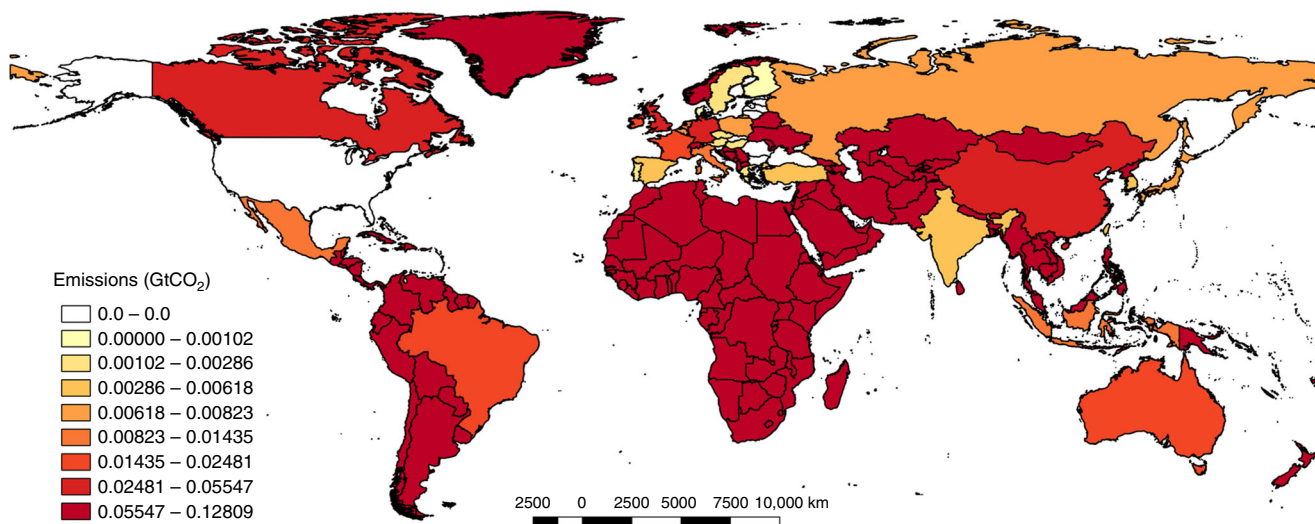 Emissions (GtCO₂)
0.0 – 0.0
0.00000 – 0.00102
0.00102 – 0.00286
0.00286 – 0.00618
0.00618 – 0.00823
0.00823 – 0.01435
0.01435 – 0.02481
0.02481 – 0.05547
0.05547 – 0.12809
2500 0 2500 5000 7500 10,000 km